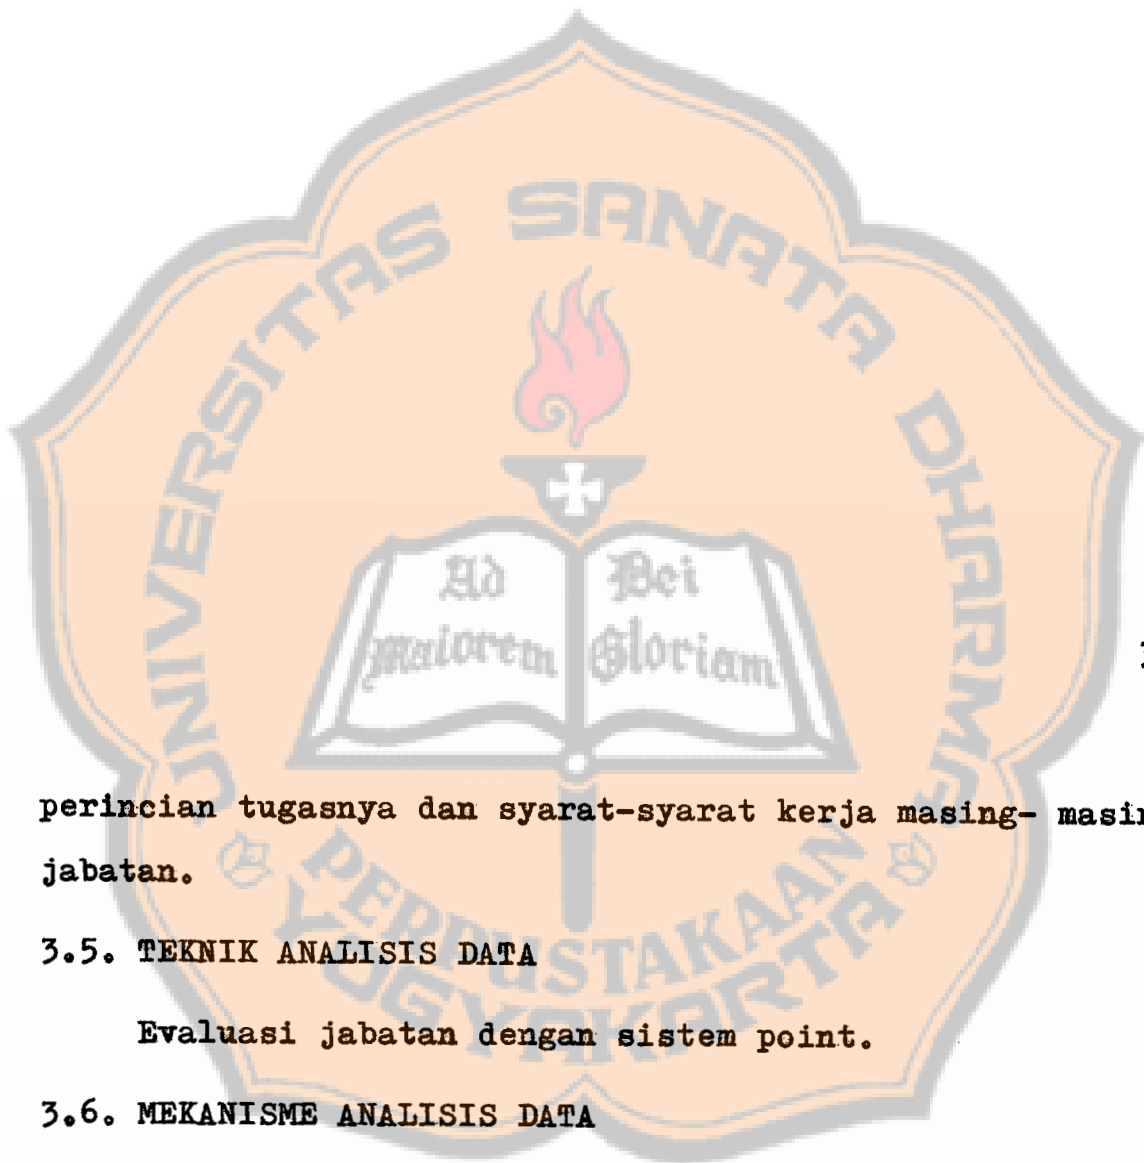 UNIVERSITAS SANATA DHARMA
Ad Dei
maiorem Gloriam
perincian tugasnya dan syarat-syarat kerja masing- masin
jabatan.
PERPUSTAKAAN
YOGYAKARTA
3.5. TEKNIK ANALISIS DATA
Evaluasi jabatan dengan sistem point.
3.6. MEKANISME ANALISIS DATA